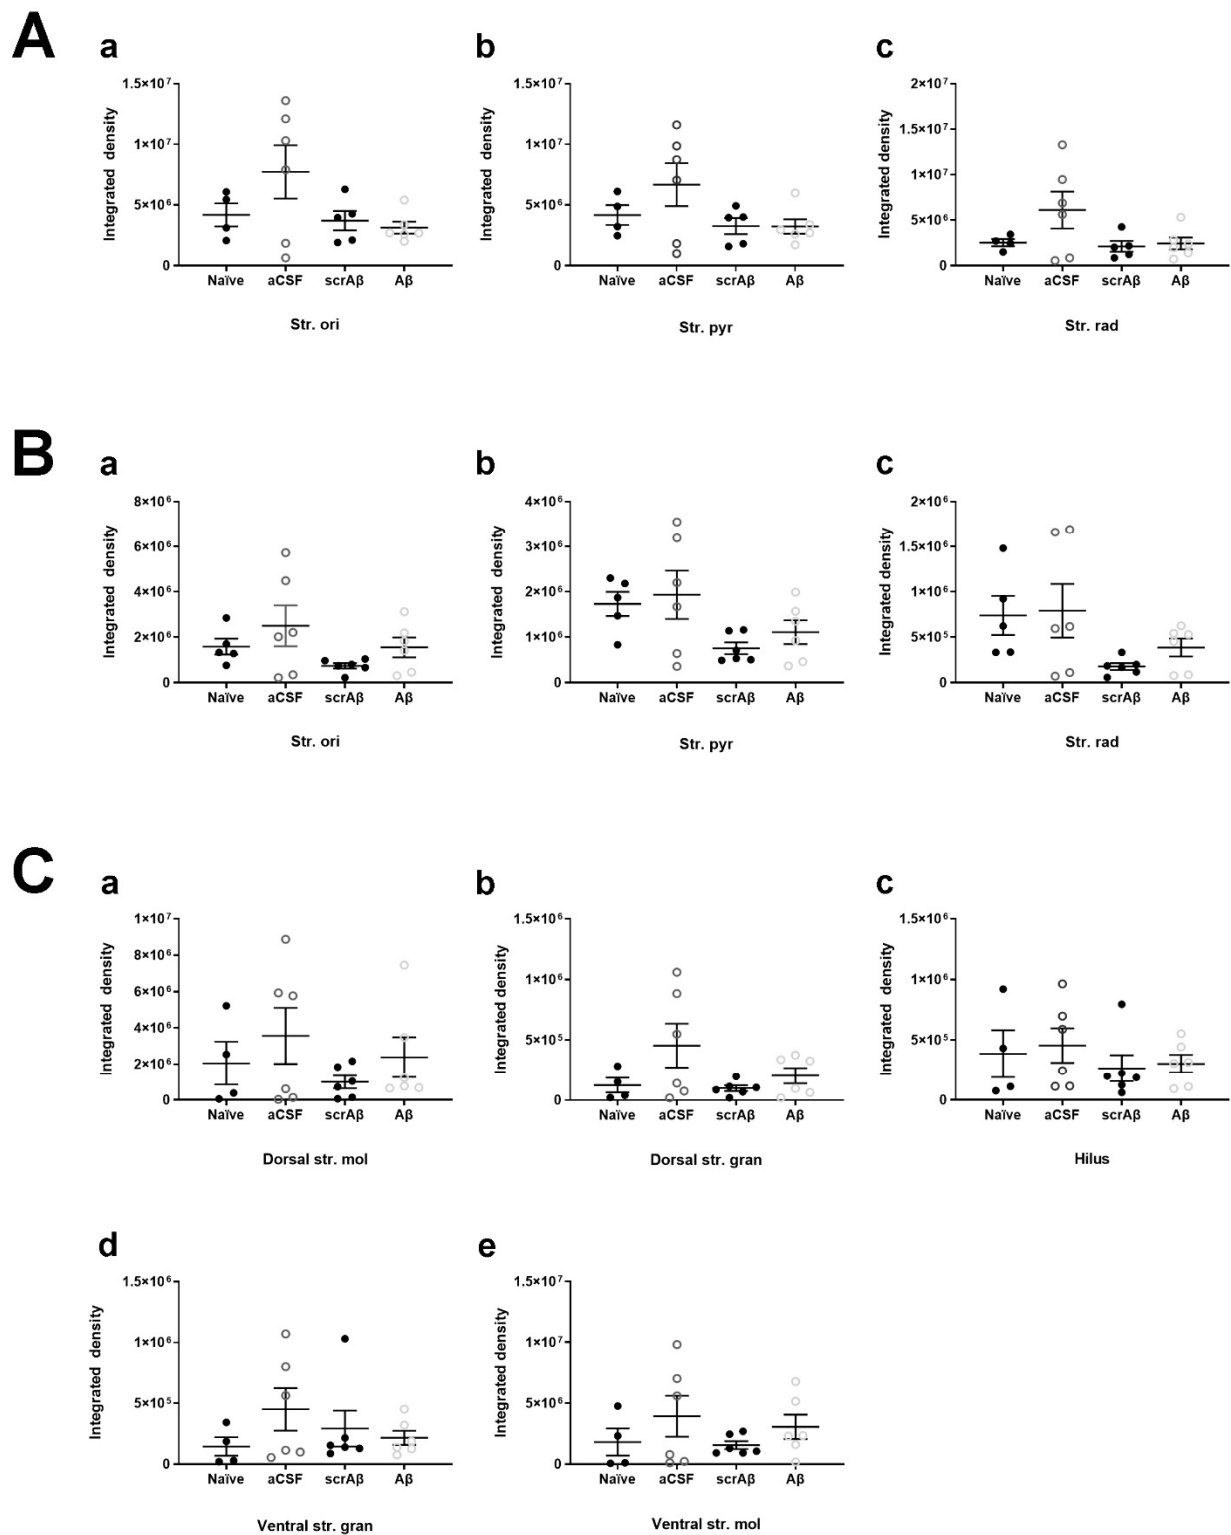 A
a
b
c
Integrated density
1.5×10⁷
1×10⁷
5×10⁶
0
Naïve aCSF scrAβ Aβ
Str. ori
Integrated density
1.5×10⁷
1×10⁷
5×10⁶
0
Naïve aCSF scrAβ Aβ
Str. pyr
Integrated density
2×10⁷
1.5×10⁷
1×10⁷
5×10⁶
0
Naïve aCSF scrAβ Aβ
Str. rad
B
a
b
c
Integrated density
8×10⁶
6×10⁶
4×10⁶
2×10⁶
0
Naïve aCSF scrAβ Aβ
Str. ori
Integrated density
4×10⁶
3×10⁶
2×10⁶
1×10⁶
0
Naïve aCSF scrAβ Aβ
Str. pyr
Integrated density
2×10⁶
1.5×10⁶
1×10⁶
5×10⁵
0
Naïve aCSF scrAβ Aβ
Str. rad
C
a
b
c
Integrated density
1×10⁷
8×10⁶
6×10⁶
4×10⁶
2×10⁶
0
Naïve aCSF scrAβ Aβ
Dorsal str. mol
Integrated density
1.5×10⁶
1×10⁶
5×10⁵
0
Naïve aCSF scrAβ Aβ
Dorsal str. gran
Integrated density
1.5×10⁶
1×10⁶
5×10⁵
0
Naïve aCSF scrAβ Aβ
Hilus
d
e
Integrated density
1.5×10⁶
1×10⁶
5×10⁵
0
Naïve aCSF scrAβ Aβ
Ventral str. gran
Integrated density
1.5×10⁷
1×10⁷
5×10⁶
0
Naïve aCSF scrAβ Aβ
Ventral str. mol